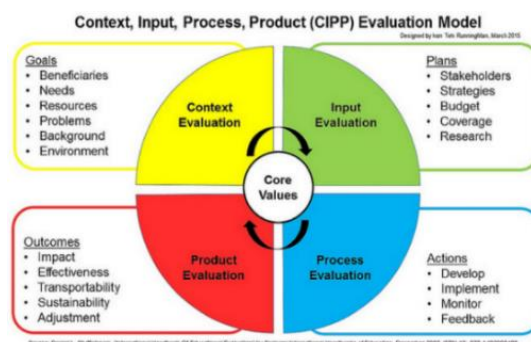 Context, Input, Process, Product (CIPP) Evaluation Model
Designed by Ivan Teh RunningMan, March 2015
Goals
• Beneficiaries
• Needs
• Resources
• Problems
• Background
• Environment
Context
Evaluation
Input
Evaluation
Plans
• Stakeholders
• Strategies
• Budget
• Coverage
• Research
Core
Values
Outcomes
• Impact
• Effectiveness
• Transportability
• Sustainability
• Adjustment
Product
Evaluation
Process
Evaluation
Actions
• Develop
• Implement
• Monitor
• Feedback